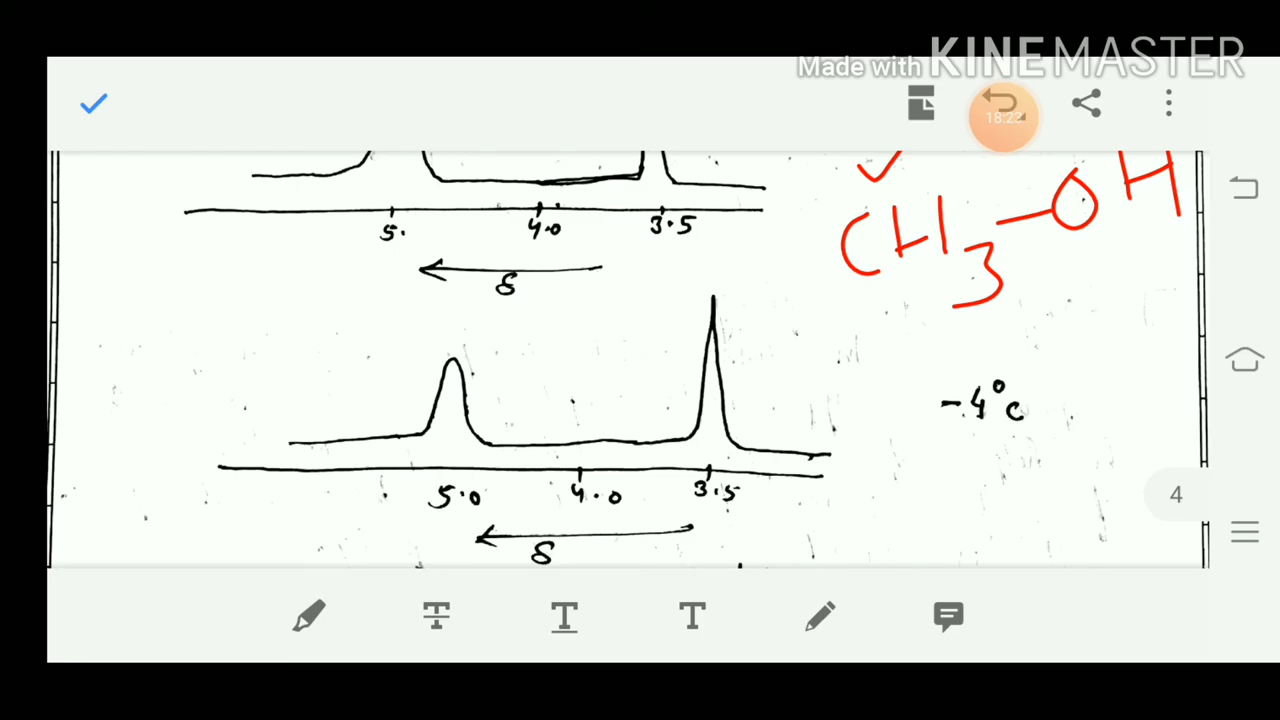 Made with KINEMASTER
18:22
CH3-OH
5. 4.0 3.5
δ
-4°C
5.0 4.0 3.5
δ
4